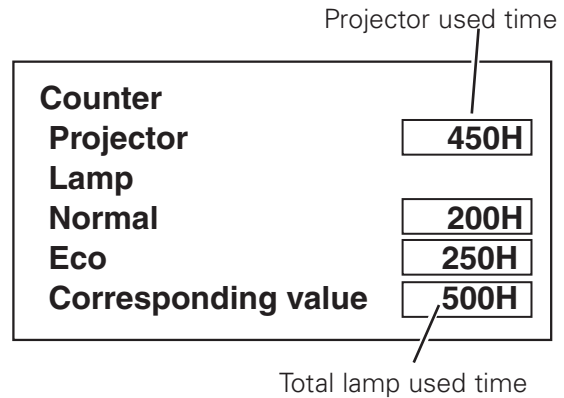 Projector used time
Counter
Projector 450H
Lamp
Normal 200H
Eco 250H
Corresponding value 500H
Total lamp used time